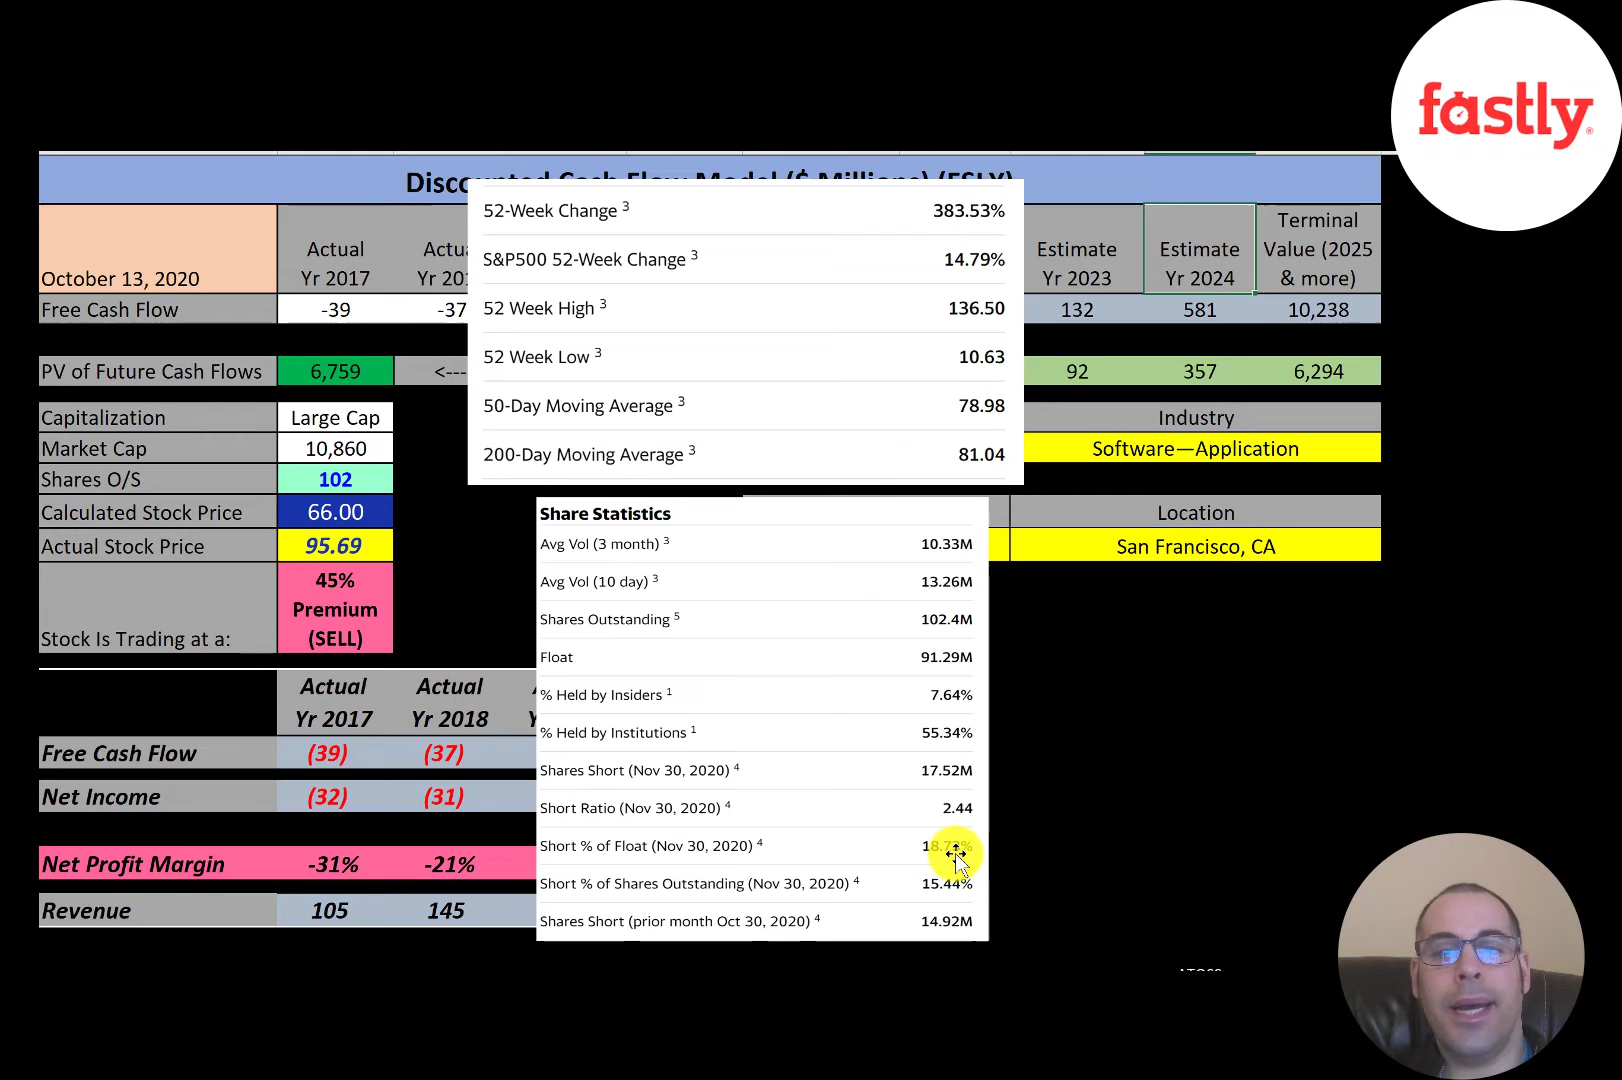 fastly
Discounted Cash Flow Model ($ Millions) (FSLY)
October 13, 2020
Actual
Yr 2017
Terminal
Value (2025
& more)
Estimate
Yr 2023
Estimate
Yr 2024
Free Cash Flow -39 -37 132 581 10,238
PV of Future Cash Flows 6,759 <--- 92 357 6,294
Capitalization Large Cap Industry
Market Cap 10,860 Software—Application
Shares O/S 102
Calculated Stock Price 66.00 Location
Actual Stock Price 95.69 San Francisco, CA
Stock Is Trading at a: 45%
Premium
(SELL)
52-Week Change 3 383.53%
S&P500 52-Week Change 3 14.79%
52 Week High 3 136.50
52 Week Low 3 10.63
50-Day Moving Average 3 78.98
200-Day Moving Average 3 81.04
Share Statistics
Avg Vol (3 month) 3 10.33M
Avg Vol (10 day) 3 13.26M
Shares Outstanding 5 102.4M
Float 91.29M
% Held by Insiders 1 7.64%
% Held by Institutions 1 55.34%
Shares Short (Nov 30, 2020) 4 17.52M
Short Ratio (Nov 30, 2020) 4 2.44
Short % of Float (Nov 30, 2020) 4
Short % of Shares Outstanding (Nov 30, 2020) 4 15.44%
Shares Short (prior month Oct 30, 2020) 4 14.92M
Actual
Yr 2017
Actual
Yr 2018
Free Cash Flow (39) (37)
Net Income (32) (31)
Net Profit Margin -31% -21%
Revenue 105 145